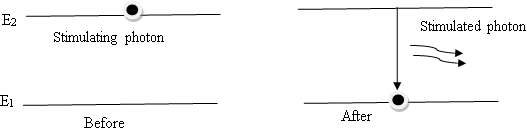 E2
Stimulating photon
E1
Before
Stimulated photon
After